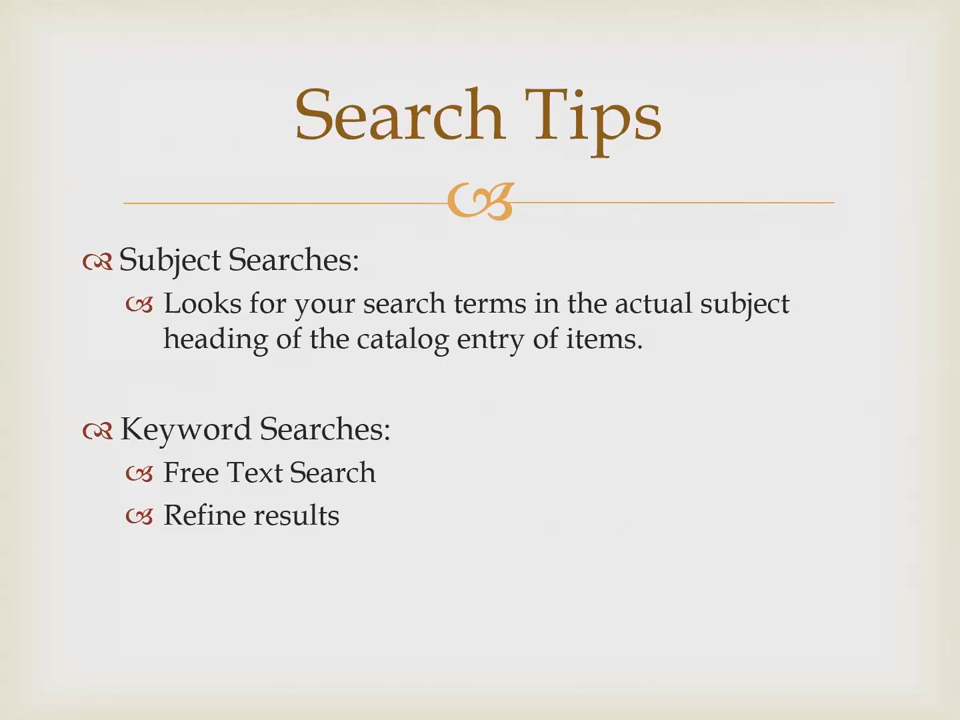 Search Tips
Subject Searches:
Looks for your search terms in the actual subject
heading of the catalog entry of items.
Keyword Searches:
Free Text Search
Refine results